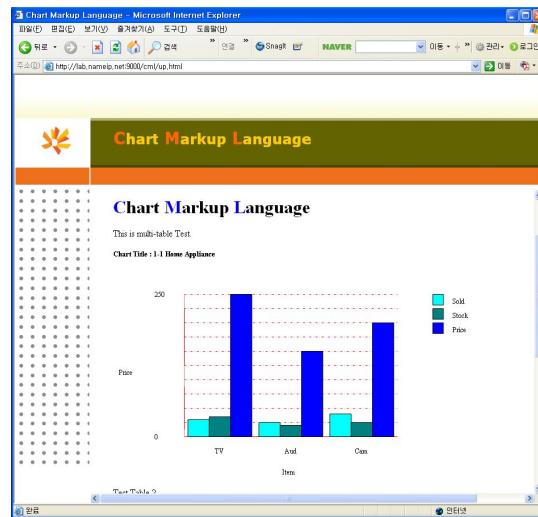 Chart Markup Language - Microsoft Internet Explorer
파일(F) 편집(E) 보기(V) 즐겨찾기(A) 도구(T) 도움말(H)
뒤로 검색 » 연결 » SnagIt NAVER 이동 » 관리 로그인
주소(D) http://lab.nameip.net:9000/cml/up.html 이동
Chart Markup Language
Chart Markup Language
This is multi-table Test.
Chart Title : 1-1 Home Appliance
250
Sold
Stock
Price
Price
0
TV Aud Cam
Item
Test Table 2
완료 인터넷